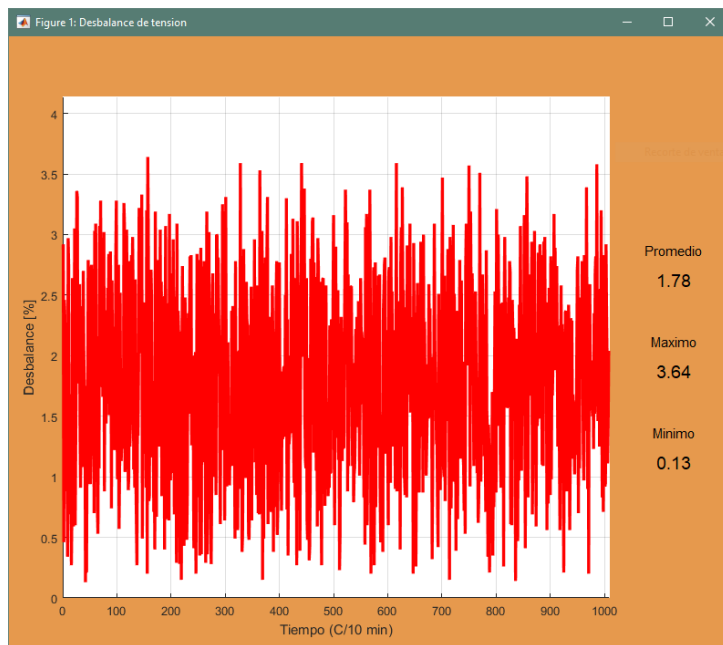 Figure 1: Desbalance de tension
4
3.5
3
2.5
2
1.5
1
0.5
0
Desbalance [%]
0 100 200 300 400 500 600 700 800 900 1000
Tiempo (C/10 min)
Promedio
1.78
Maximo
3.64
Minimo
0.13